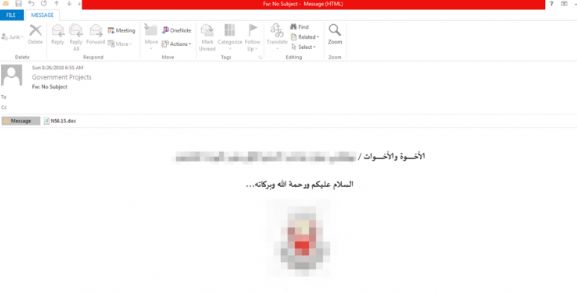 Fw: No Subject - Message (HTML)
FILE MESSAGE
Junk Delete Reply Reply All Forward Meeting More Move OneNote Actions Mark Unread Categorize Follow Up Translate Find Related Select Zoom
Delete Respond Move Tags Editing Zoom
Sun 8/26/2018 6:55 AM
Government Projects
Fw: No Subject
To
Cc
Message N56.15.doc
الأخــوة والأخــوات /
السلام عليكم ورحمة الله وبركاته...